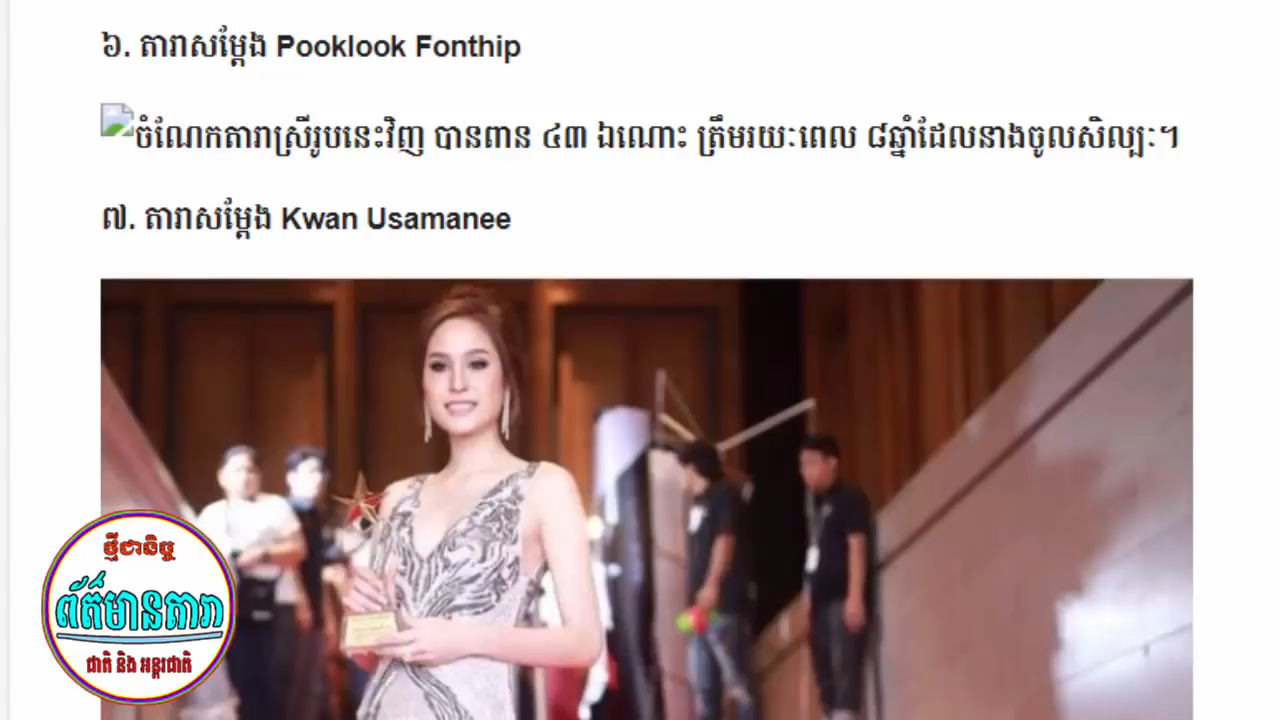 ៦. តារាសម្ដែង Pooklook Fonthip
ចំណែកតារាស្រីរូបនេះវិញ បានពាន ៤៣ ឯណោះ ត្រឹមរយៈពេល ៨ឆ្នាំដែលនាងចូលសិល្បៈ។
៧. តារាសម្ដែង Kwan Usamanee
ថ្មីជានិច្ច
ព័ត៌មានតារា
ជាតិ និង អន្តរជាតិ